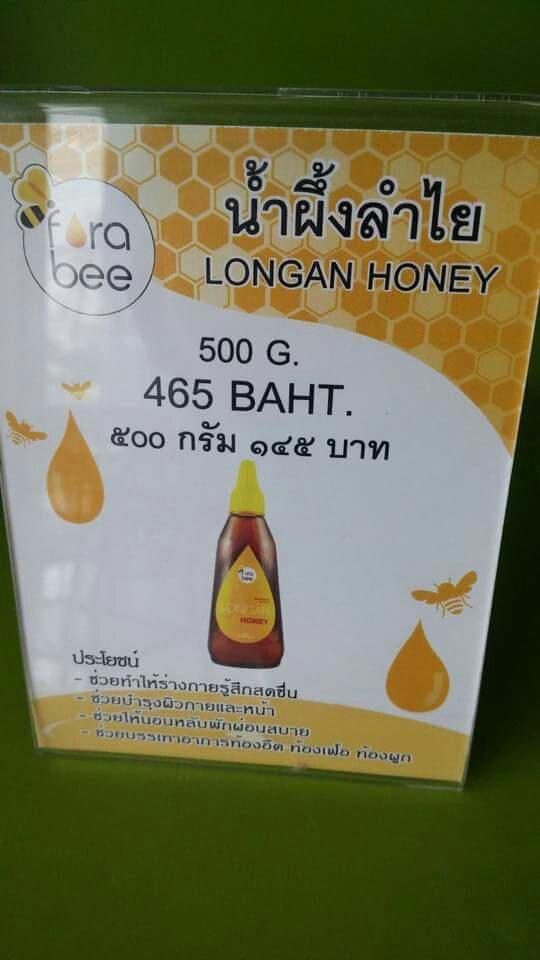 fora
bee
น้ำผึ้งลำไย
LONGAN HONEY
500 G.
465 BAHT.
๕๐๐ กรัม ๑๔๕ บาท
fora
bee
LONGAN
HONEY
ประโยชน์
- ช่วยทำให้ร่างกายรู้สึกสดชื่น
- ช่วยบำรุงผิวกายและหน้า
- ช่วยให้นอนหลับพักผ่อนสบาย
- ช่วยบรรเทาอาการท้องอืด ท้องเฟ้อ ท้องผูก